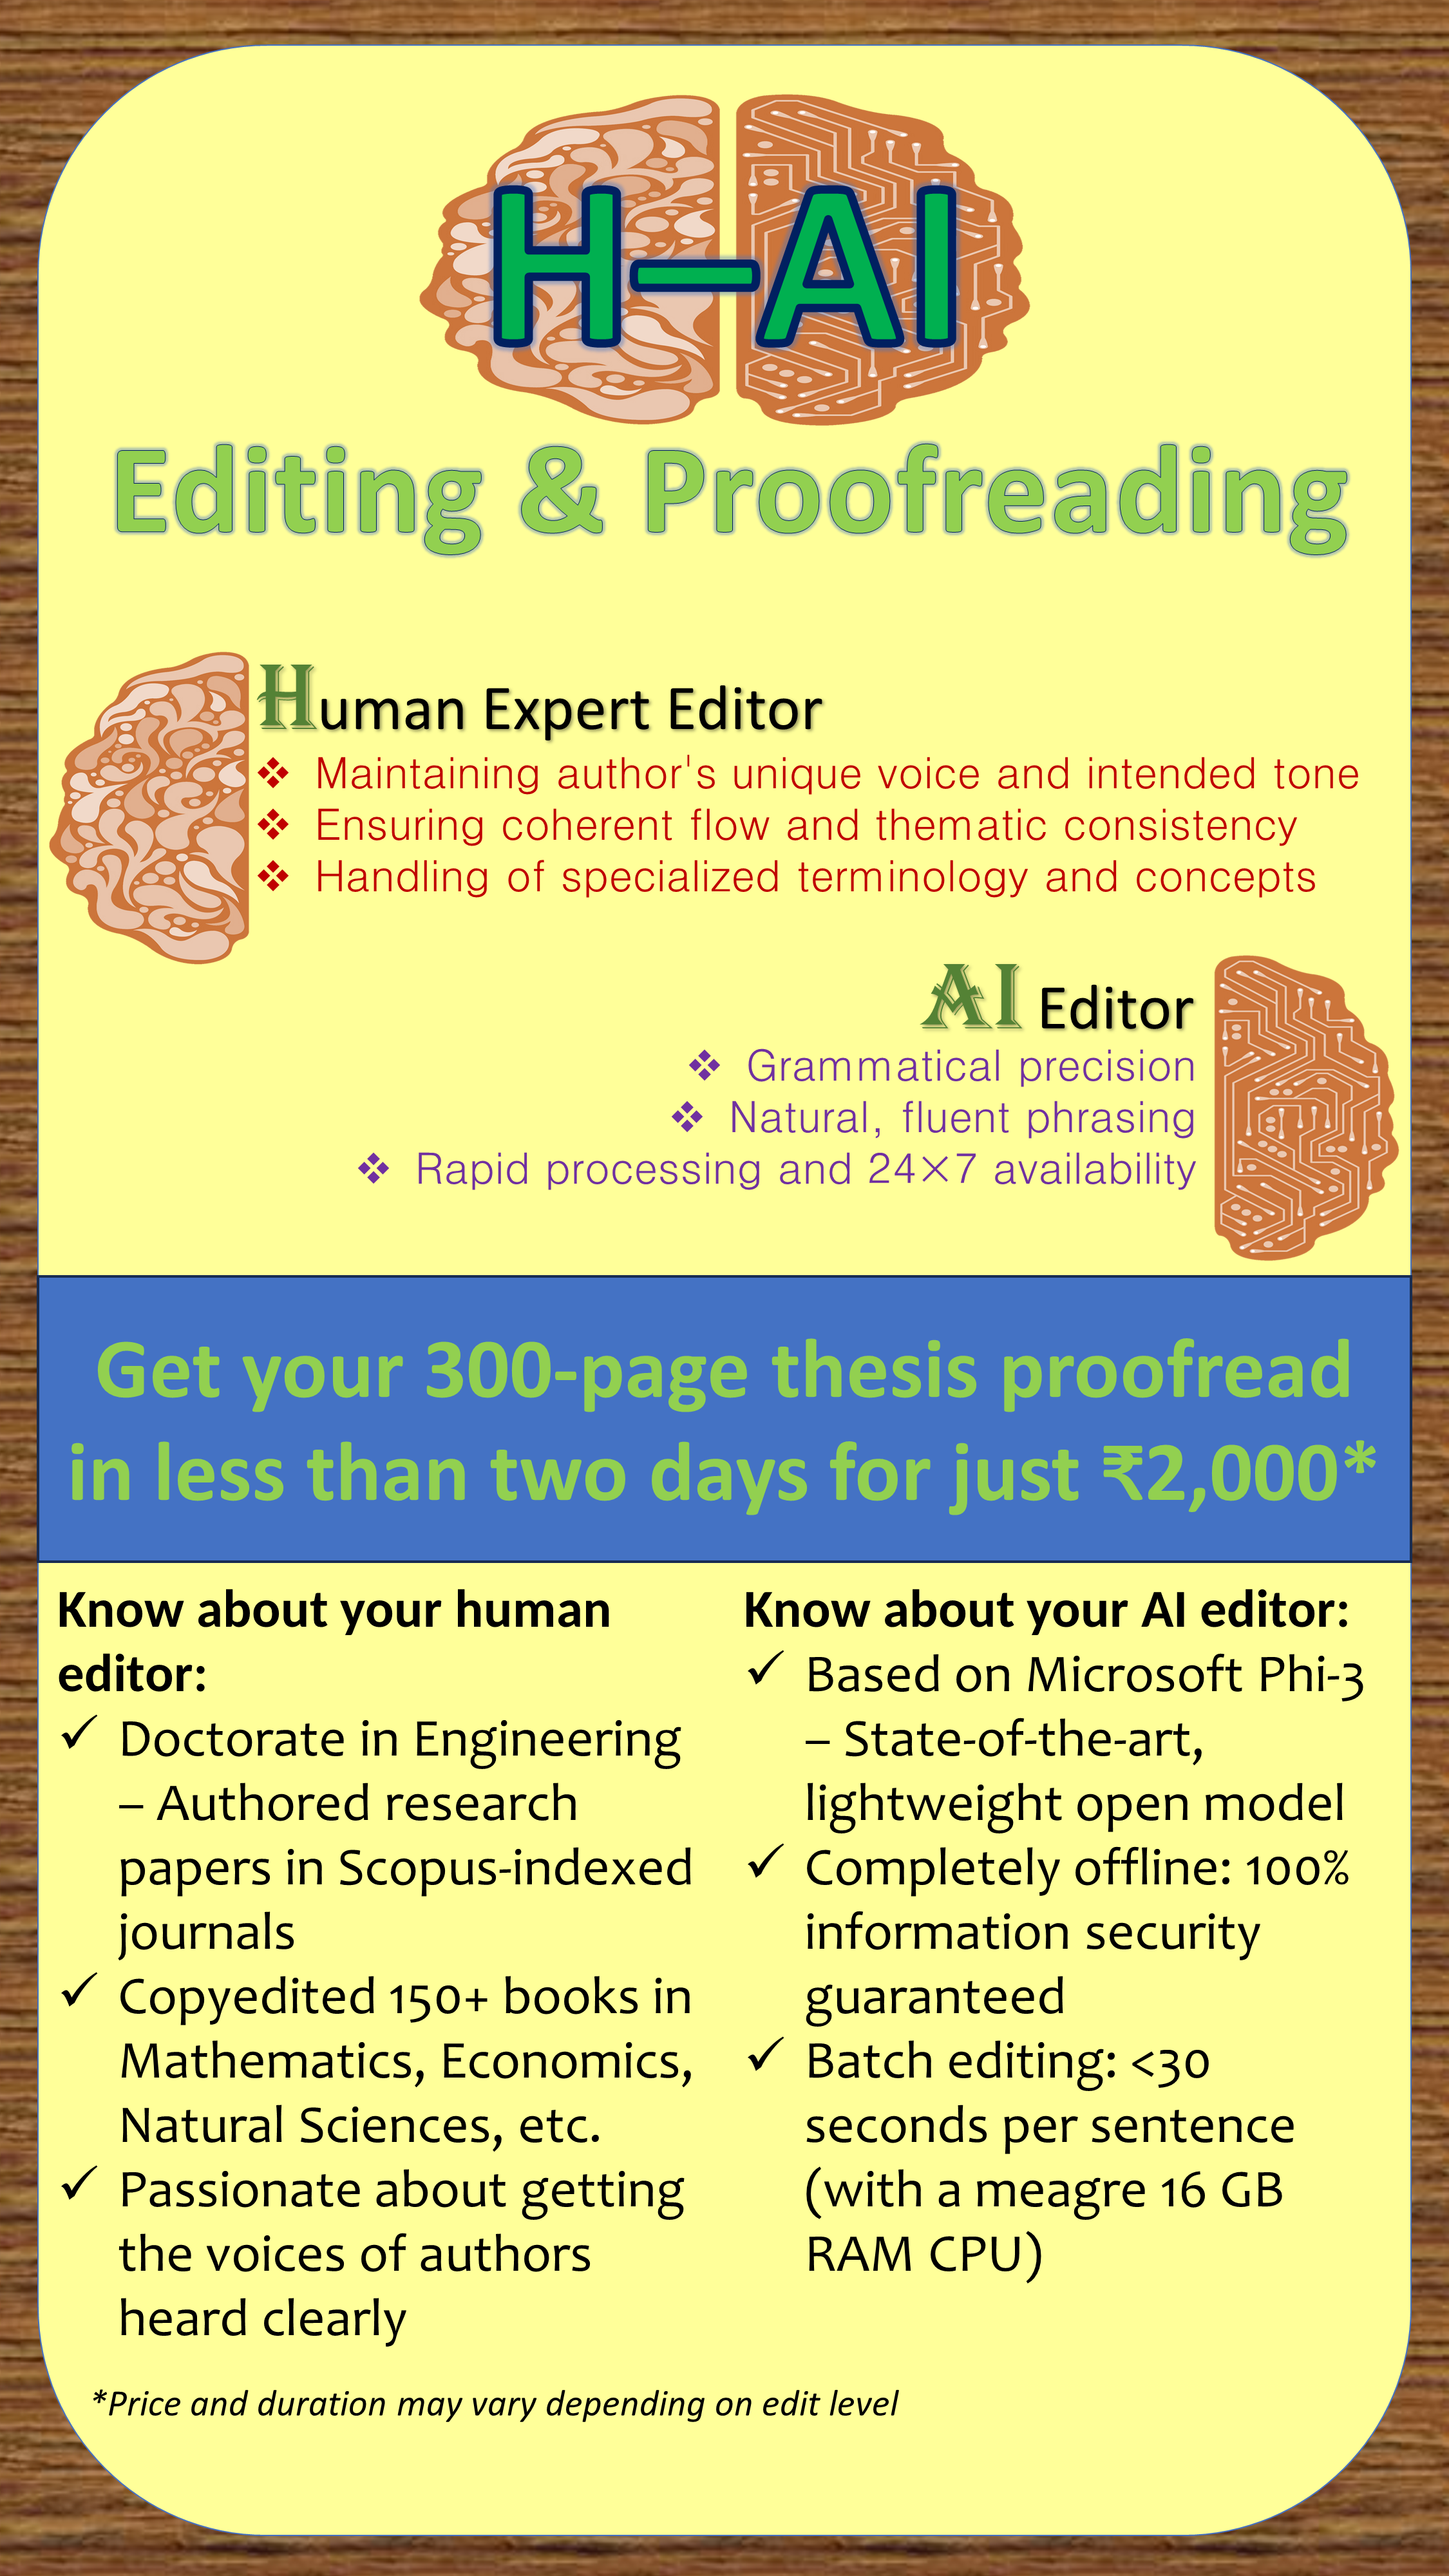 H–AI
Editing & Proofreading
Human Expert Editor
❖ Maintaining author's unique voice and intended tone
❖ Ensuring coherent flow and thematic consistency
❖ Handling of specialized terminology and concepts
AI Editor
❖ Grammatical precision
❖ Natural, fluent phrasing
❖ Rapid processing and 24×7 availability
Get your 300-page thesis proofread
in less than two days for just ₹2,000*
Know about your human
editor:
✓ Doctorate in Engineering
– Authored research
papers in Scopus-indexed
journals
✓ Copyedited 150+ books in
Mathematics, Economics,
Natural Sciences, etc.
✓ Passionate about getting
the voices of authors
heard clearly
Know about your AI editor:
✓ Based on Microsoft Phi-3
– State-of-the-art,
lightweight open model
✓ Completely offline: 100%
information security
guaranteed
✓ Batch editing: <30
seconds per sentence
(with a meagre 16 GB
RAM CPU)
*Price and duration may vary depending on edit level